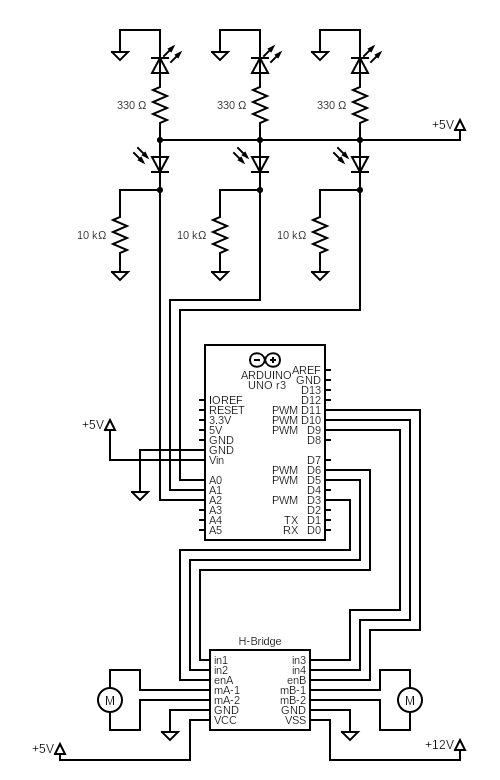 330 Ω 330 Ω 330 Ω
+5V
10 kΩ 10 kΩ 10 kΩ
ARDUINO
UNO r3
AREF
GND
D13
IOREF D12
RESET PWM D11
3.3V PWM D10
+5V 5V PWM D9
GND D8
GND
Vin D7
PWM D6
A0 PWM D5
A1 D4
A2 PWM D3
A3 D2
A4 TX D1
A5 RX D0
H-Bridge
in1 in3
in2 in4
enA enB
mA-1 mB-1
M mA-2 mB-2 M
GND GND
VCC VSS
+5V +12V